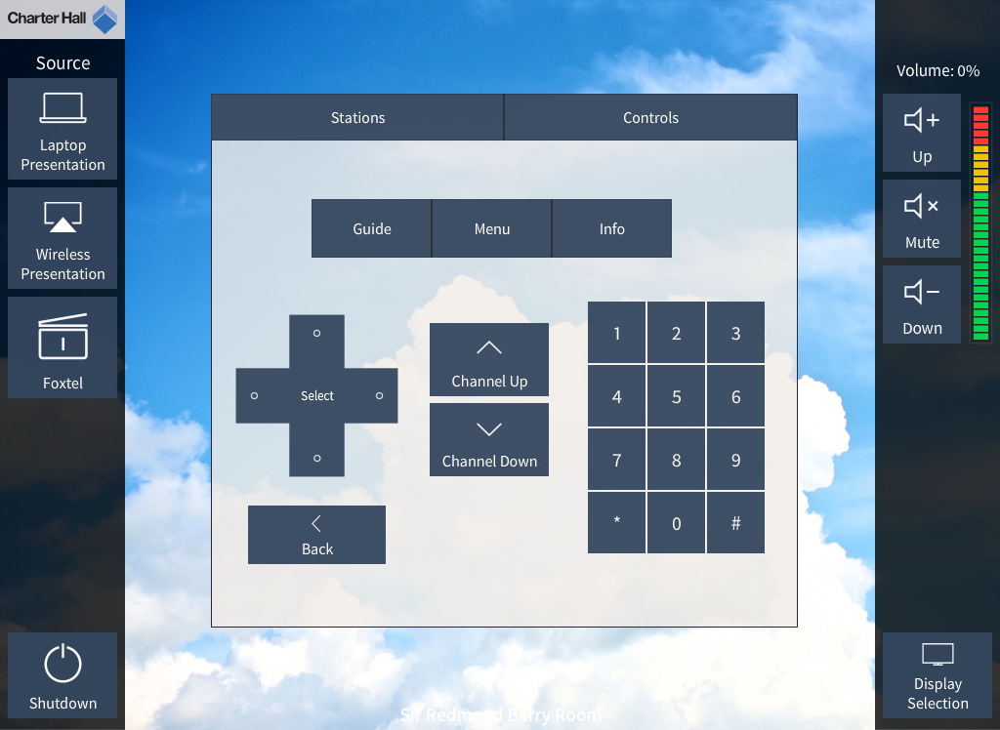 Charter Hall
Source
Laptop
Presentation
Wireless
Presentation
Foxtel
Shutdown
Stations
Controls
Guide
Menu
Info
Select
Back
Channel Up
Channel Down
1 2 3
4 5 6
7 8 9
* 0 #
Volume: 0%
Up
Mute
Down
Display
Selection
Sir Redmond Barry Room